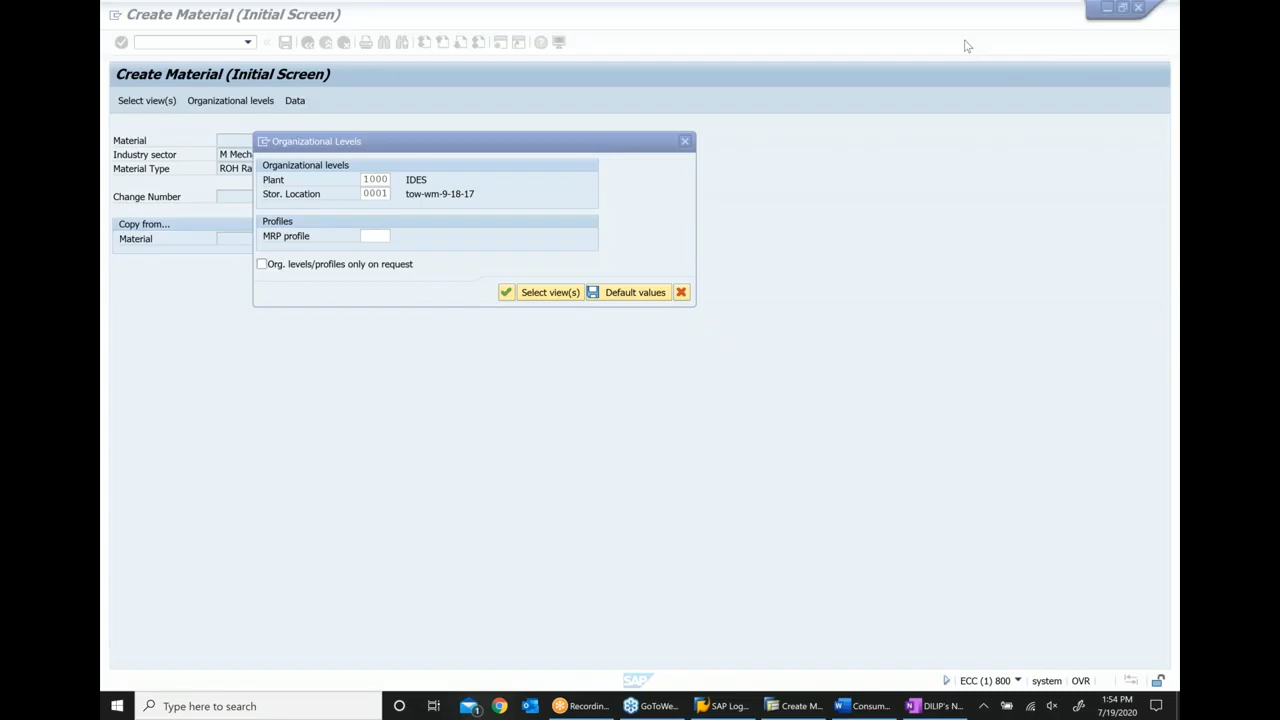 Create Material (Initial Screen)
Create Material (Initial Screen)
Select view(s) Organizational levels Data
Material
Industry sector M Mech
Material Type ROH Ra
Change Number
Copy from...
Material
Organizational Levels
Organizational levels
Plant 1000 IDES
Stor. Location 0001 tow-wm-9-18-17
Profiles
MRP profile
Org. levels/profiles only on request
Select view(s) Default values
SAP
ECC (1) 800 system OVR
Type here to search
1
Recordin...
GoToWe...
SAP Log...
Create M...
Consum...
DILIP's N...
1:54 PM
7/19/2020